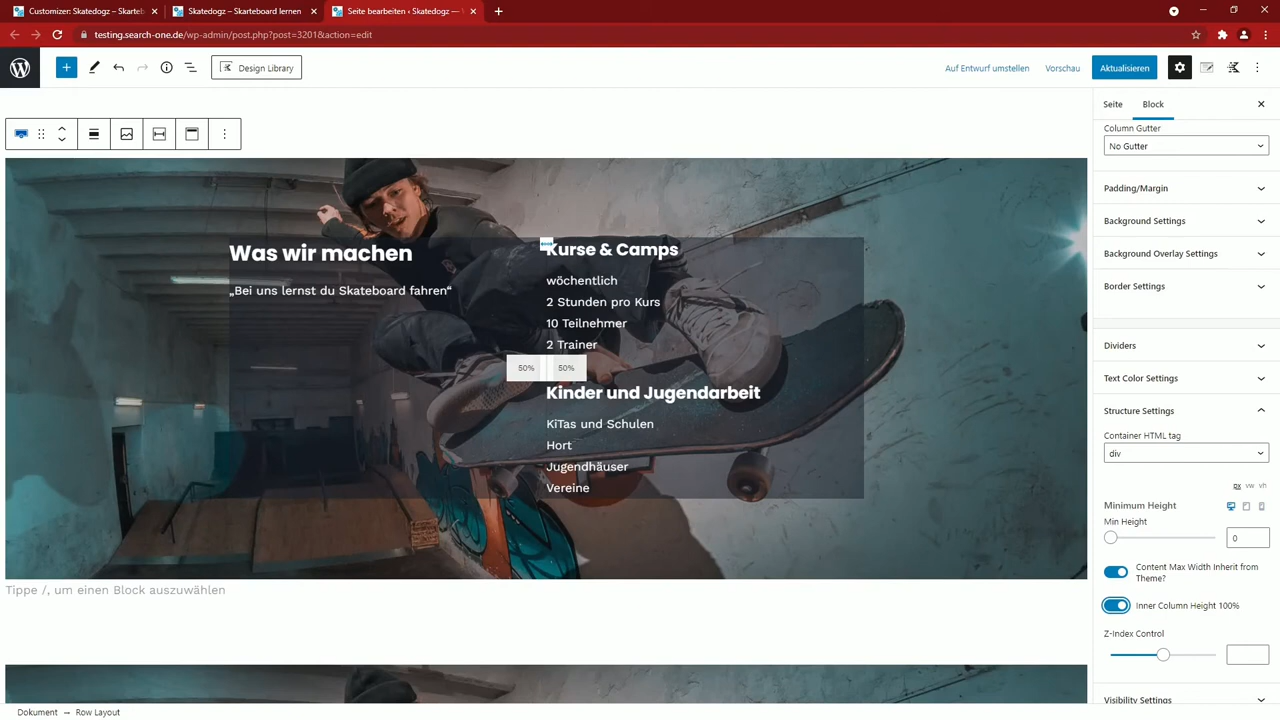 Customizer: Skatedogz – Skarteb
Skatedogz – Skarteboard lernen
Seite bearbeiten ‹ Skatedogz — W
testing.search-one.de/wp-admin/post.php?post=3201&action=edit
Design Library
Auf Entwurf umstellen
Vorschau
Aktualisieren
Seite
Block
Column Gutter
No Gutter
Padding/Margin
Background Settings
Background Overlay Settings
Border Settings
Dividers
Text Color Settings
Structure Settings
Container HTML tag
div
px vw vh
Minimum Height
Min Height
0
Content Max Width Inherit from
Theme?
Inner Column Height 100%
Z-Index Control
Visibility Settings
Was wir machen
„Bei uns lernst du Skateboard fahren“
Kurse & Camps
wöchentlich
2 Stunden pro Kurs
10 Teilnehmer
2 Trainer
50% 50%
Kinder und Jugendarbeit
KiTas und Schulen
Hort
Jugendhäuser
Vereine
Tippe /, um einen Block auszuwählen
Dokument → Row Layout